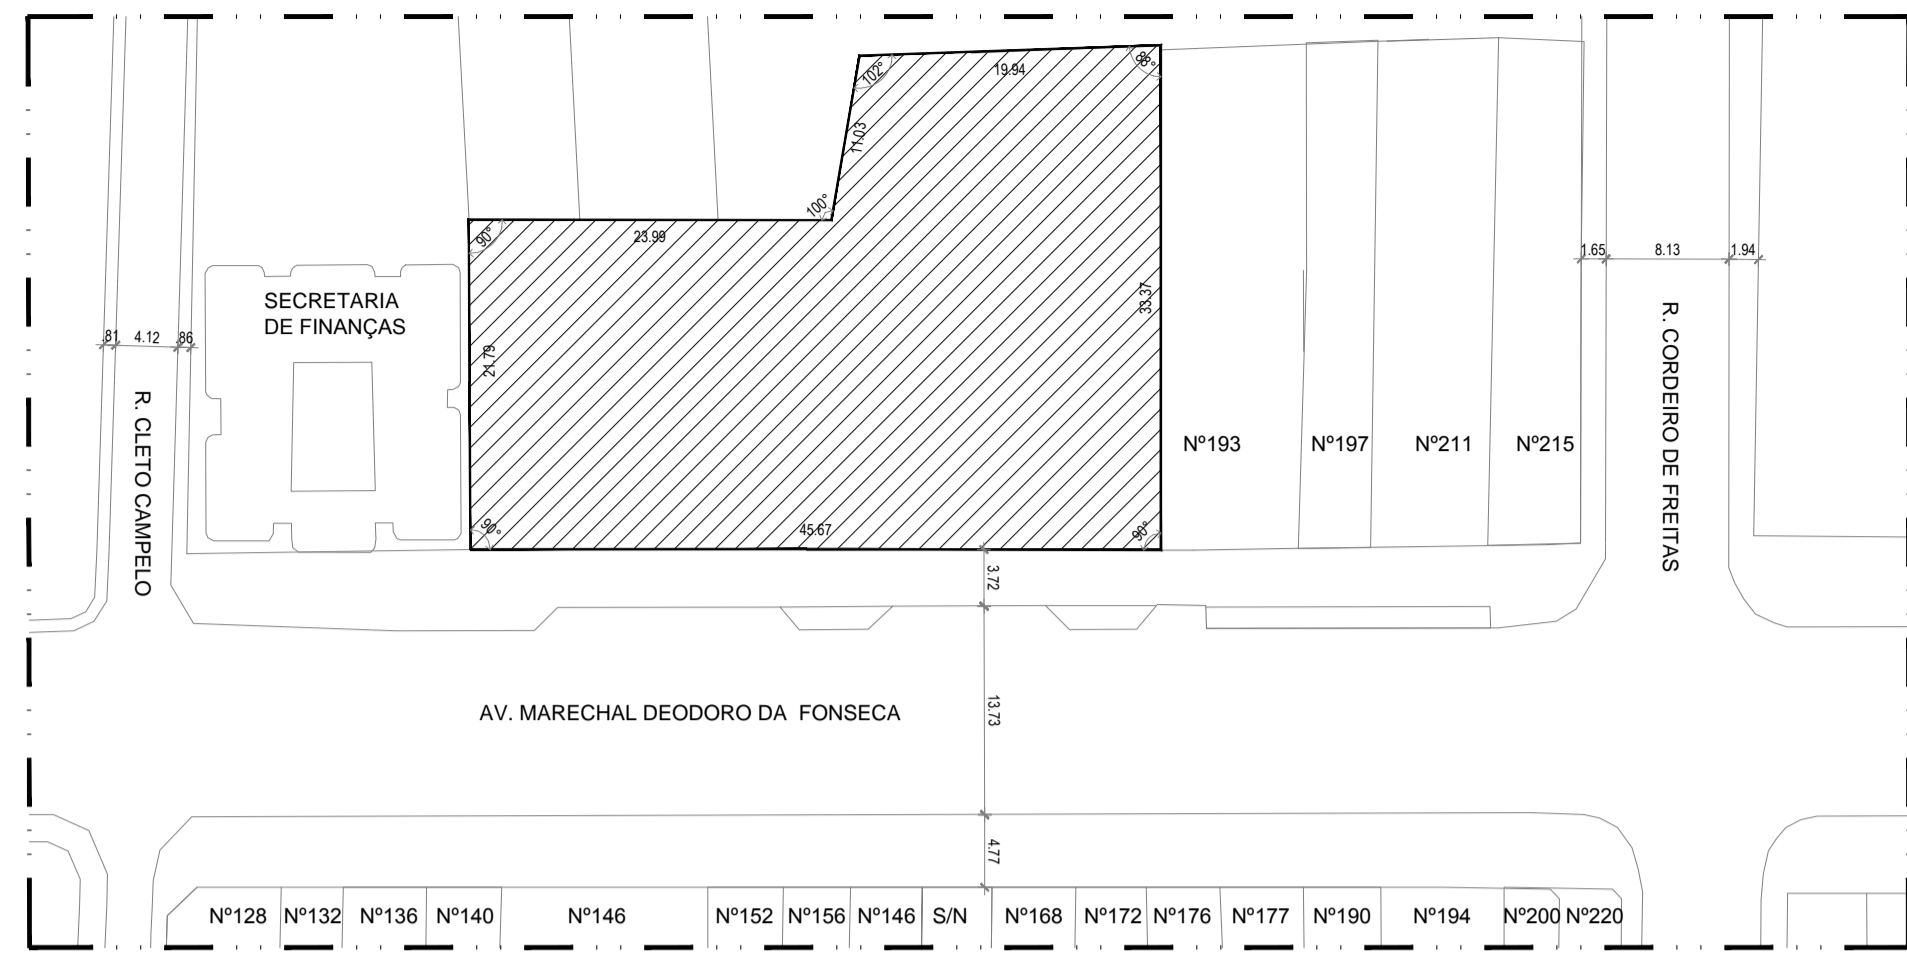 102°
19.94
88°
11.03
100°
90°
23.99
1.65
8.13
1.94
SECRETARIA
DE FINANÇAS
.81
4.12
.86
33.37
21.79
R. CLETO CAMPELO
R. CORDEIRO DE FREITAS
Nº193
Nº197
Nº211
Nº215
90°
45.67
90°
3.72
AV. MARECHAL DEODORO DA FONSECA
13.73
4.77
Nº128
Nº132
Nº136
Nº140
Nº146
Nº152
Nº156
Nº146
S/N
Nº168
Nº172
Nº176
Nº177
Nº190
Nº194
Nº200
Nº220